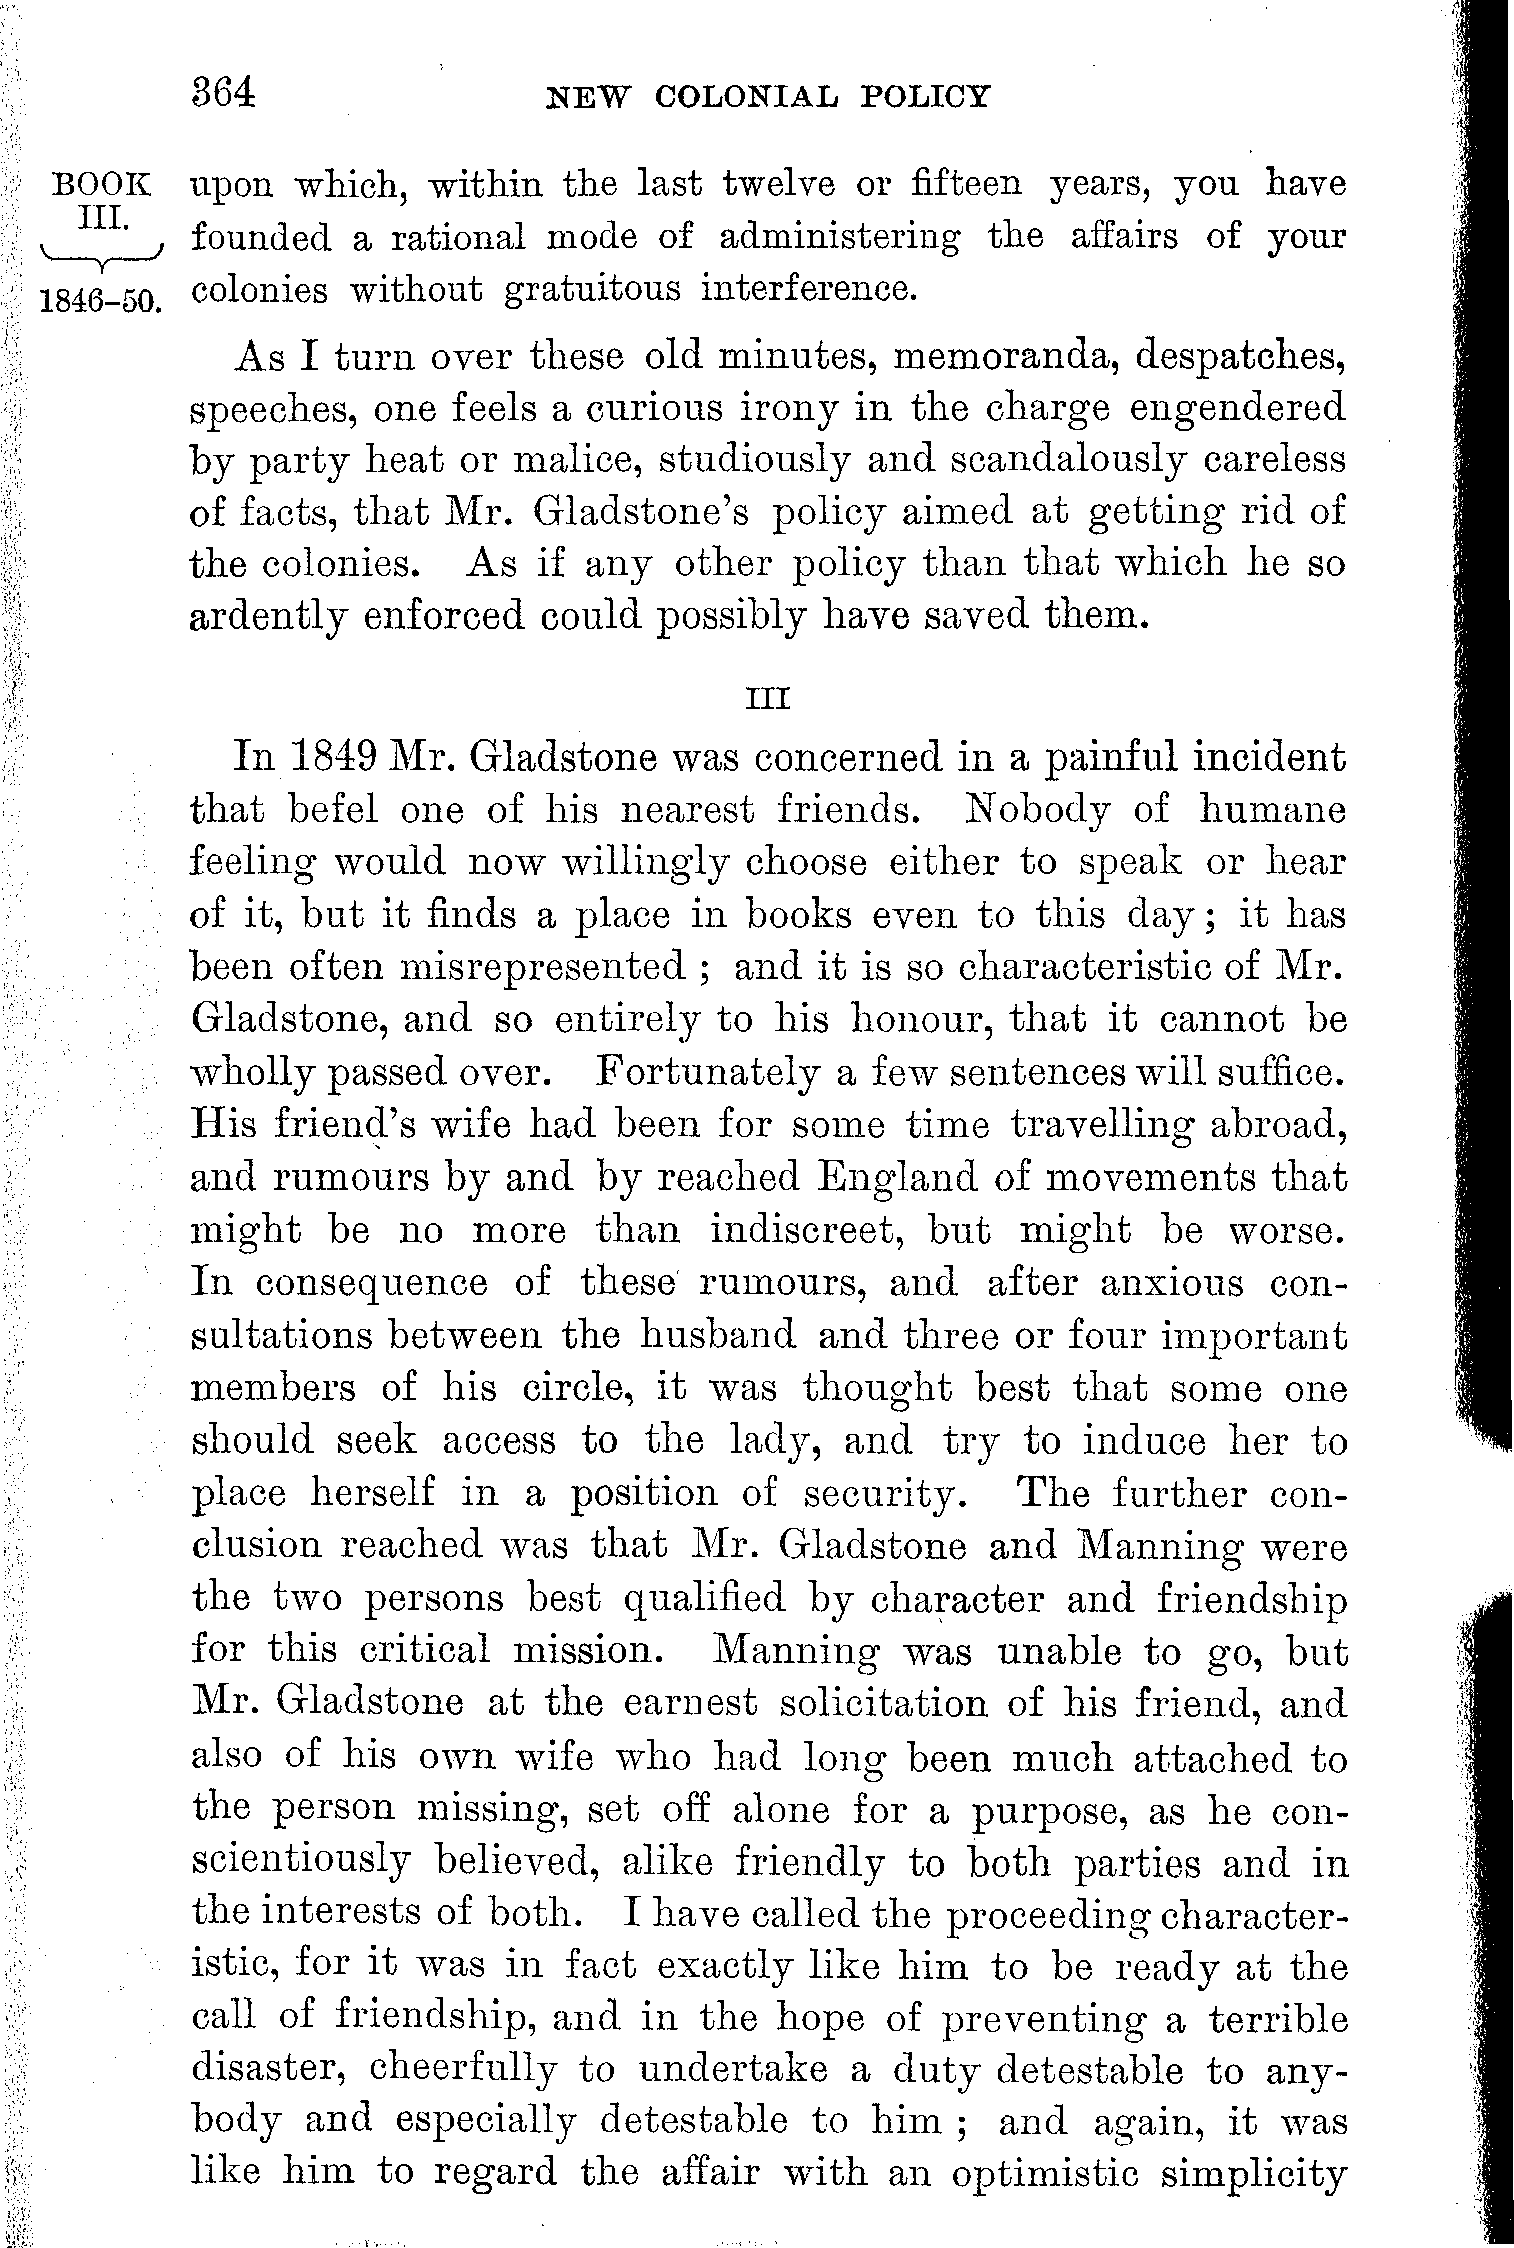 364 NEW COLONIAL POLICY
BOOK
III.
1846–50.
upon which, within the last twelve or fifteen years, you have
founded a rational mode of administering the affairs of your
colonies without gratuitous interference.
As I turn over these old minutes, memoranda, despatches,
speeches, one feels a curious irony in the charge engendered
by party heat or malice, studiously and scandalously careless
of facts, that Mr. Gladstone's policy aimed at getting rid of
the colonies. As if any other policy than that which he so
ardently enforced could possibly have saved them.
III
In 1849 Mr. Gladstone was concerned in a painful incident
that befel one of his nearest friends. Nobody of humane
feeling would now willingly choose either to speak or hear
of it, but it finds a place in books even to this day; it has
been often misrepresented; and it is so characteristic of Mr.
Gladstone, and so entirely to his honour, that it cannot be
wholly passed over. Fortunately a few sentences will suffice.
His friend's wife had been for some time travelling abroad,
and rumours by and by reached England of movements that
might be no more than indiscreet, but might be worse.
In consequence of these rumours, and after anxious con-
sultations between the husband and three or four important
members of his circle, it was thought best that some one
should seek access to the lady, and try to induce her to
place herself in a position of security. The further con-
clusion reached was that Mr. Gladstone and Manning were
the two persons best qualified by character and friendship
for this critical mission. Manning was unable to go, but
Mr. Gladstone at the earnest solicitation of his friend, and
also of his own wife who had long been much attached to
the person missing, set off alone for a purpose, as he con-
scientiously believed, alike friendly to both parties and in
the interests of both. I have called the proceeding character-
istic, for it was in fact exactly like him to be ready at the
call of friendship, and in the hope of preventing a terrible
disaster, cheerfully to undertake a duty detestable to any-
body and especially detestable to him; and again, it was
like him to regard the affair with an optimistic simplicity